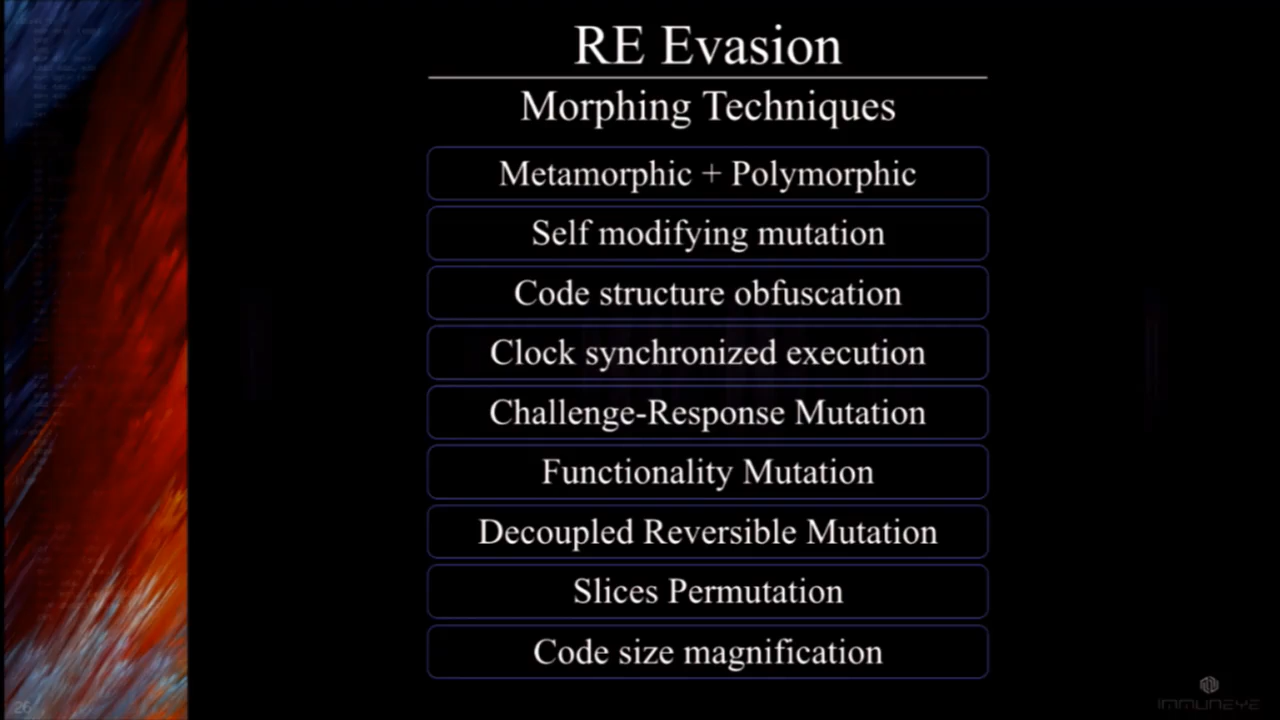 RE Evasion
Morphing Techniques
Metamorphic + Polymorphic
Self modifying mutation
Code structure obfuscation
Clock synchronized execution
Challenge-Response Mutation
Functionality Mutation
Decoupled Reversible Mutation
Slices Permutation
Code size magnification
26
IMMUNEYE